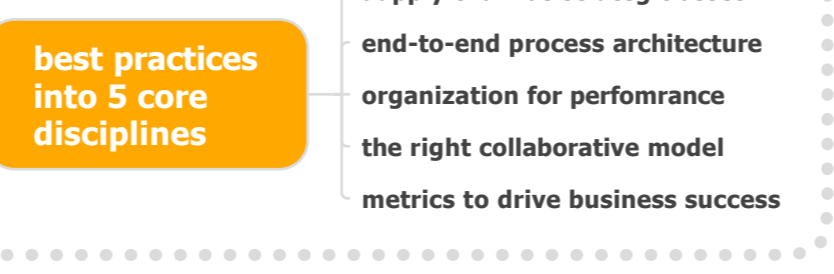 best practices
into 5 core
disciplines
end-to-end process architecture
organization for perfomrance
the right collaborative model
metrics to drive business success